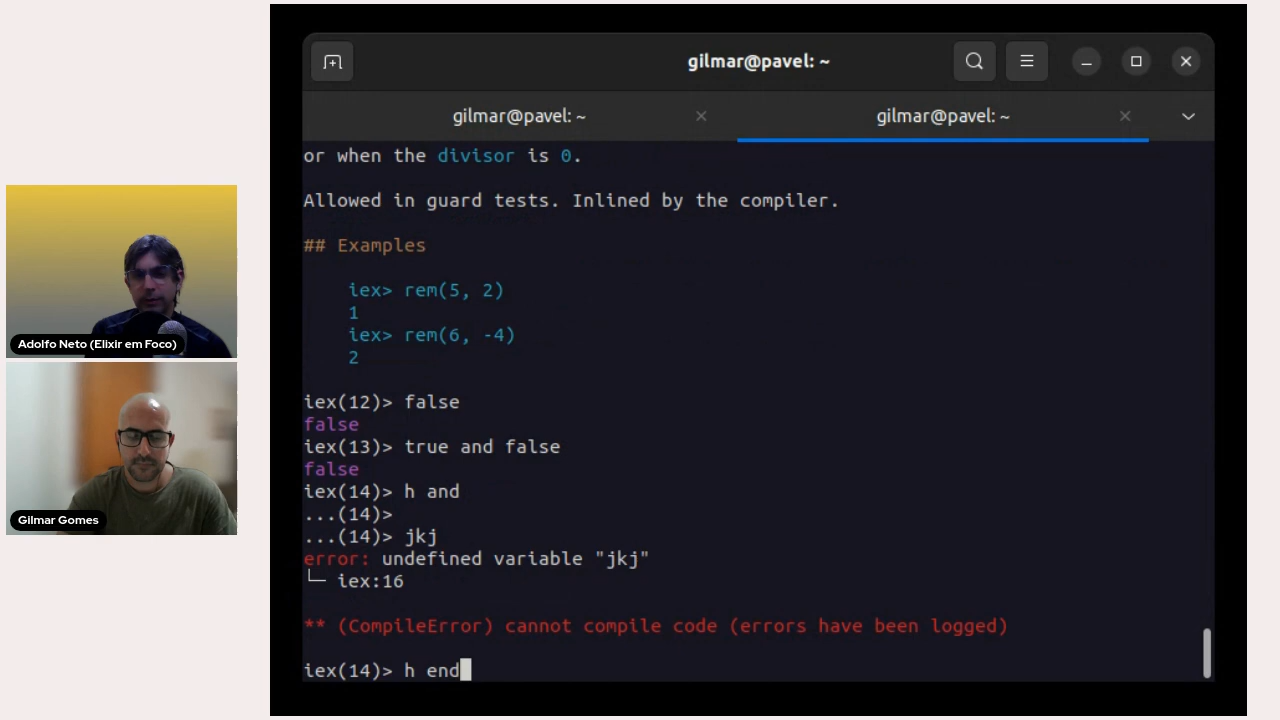 gilmar@pavel: ~
gilmar@pavel: ~
gilmar@pavel: ~
or when the divisor is 0.
Allowed in guard tests. Inlined by the compiler.
## Examples
iex> rem(5, 2)
1
iex> rem(6, -4)
2
iex(12)> false
false
iex(13)> true and false
false
iex(14)> h and
...(14)>
...(14)> jkj
error: undefined variable "jkj"
└─ iex:16
** (CompileError) cannot compile code (errors have been logged)
iex(14)> h end
Adolfo Neto (Elixir em Foco)
Gilmar Gomes